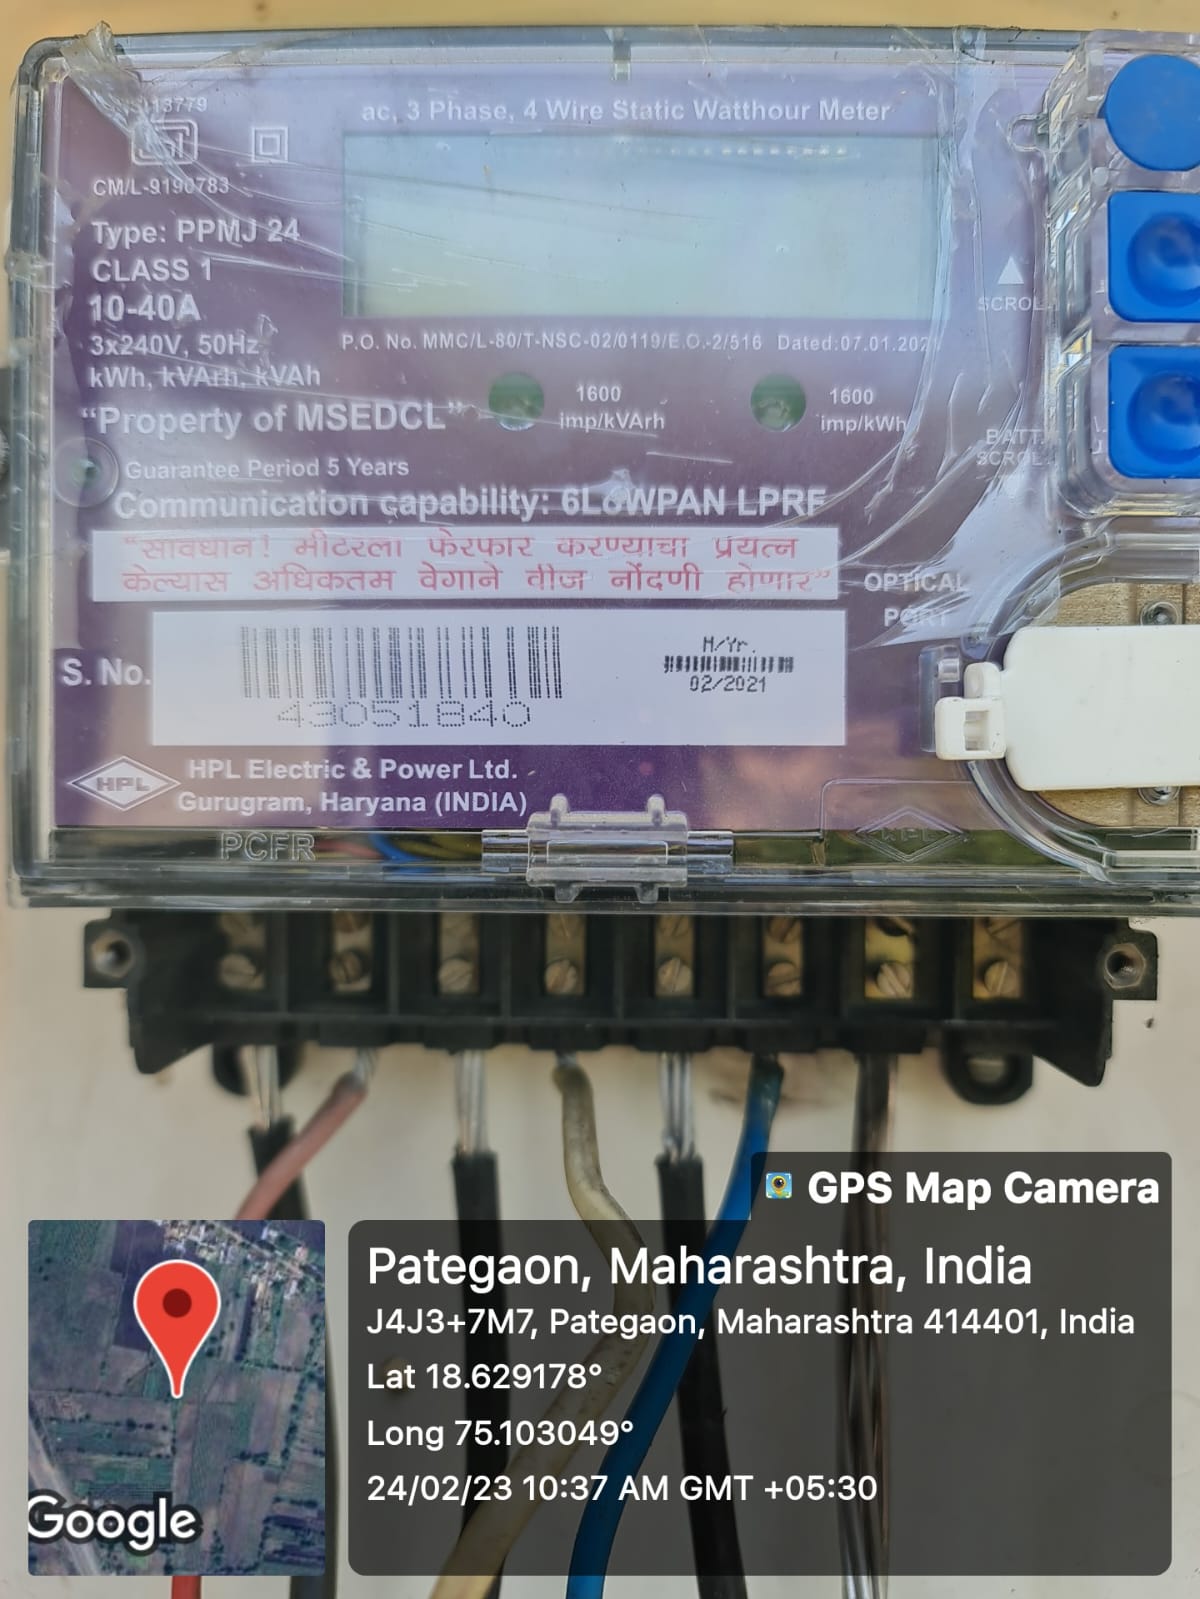 13779
CM/L-9190783
ac, 3 Phase, 4 Wire Static Watthour Meter
Type: PPMJ 24
CLASS 1
10-40A
3x240V, 50Hz
kWh, kVArh, kVAh
"Property of MSEDCL"
P.O. No. MMC/L-80/T-NSC-02/0119/E.O.-2/516 Dated:07.01.2021
1600
imp/kVArh
1600
imp/kWh
SCROLL
BATT.
SCROLL
Guarantee Period 5 Years
Communication capability: 6LoWPAN LPRF
"सावधान! मीटरला फेरफार करण्याचा प्रयत्न
केल्यास अधिकतम वेगाने वीज नोंदणी होणार"
OPTICAL
PORT
S. No.
43051840
M/Yr.
02/2021
HPL
HPL Electric & Power Ltd.
Gurugram, Haryana (INDIA)
PCFR
HPL
GPS Map Camera
Pategaon, Maharashtra, India
J4J3+7M7, Pategaon, Maharashtra 414401, India
Lat 18.629178°
Long 75.103049°
24/02/23 10:37 AM GMT +05:30
Google